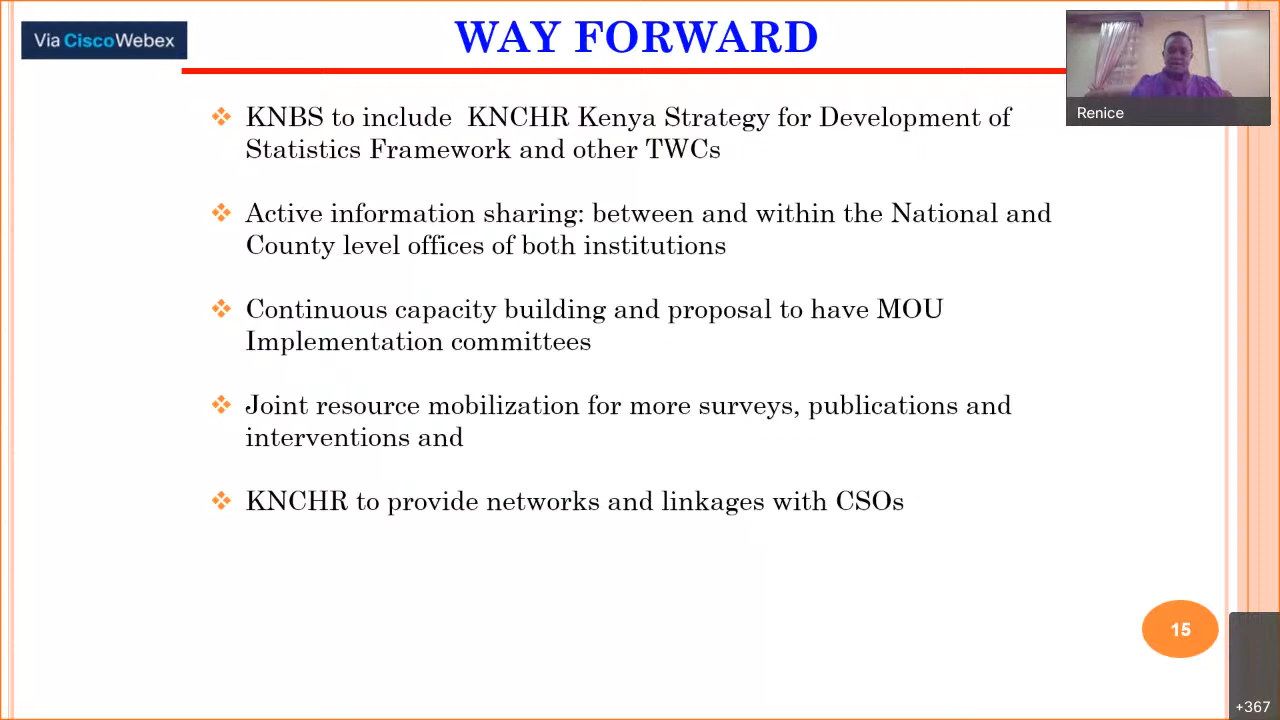 Via CiscoWebex
WAY FORWARD
Renice
KNBS to include  KNCHR Kenya Strategy for Development of
Statistics Framework and other TWCs
Active information sharing: between and within the National and
County level offices of both institutions
Continuous capacity building and proposal to have MOU
Implementation committees
Joint resource mobilization for more surveys, publications and
interventions and
KNCHR to provide networks and linkages with CSOs
15
+367